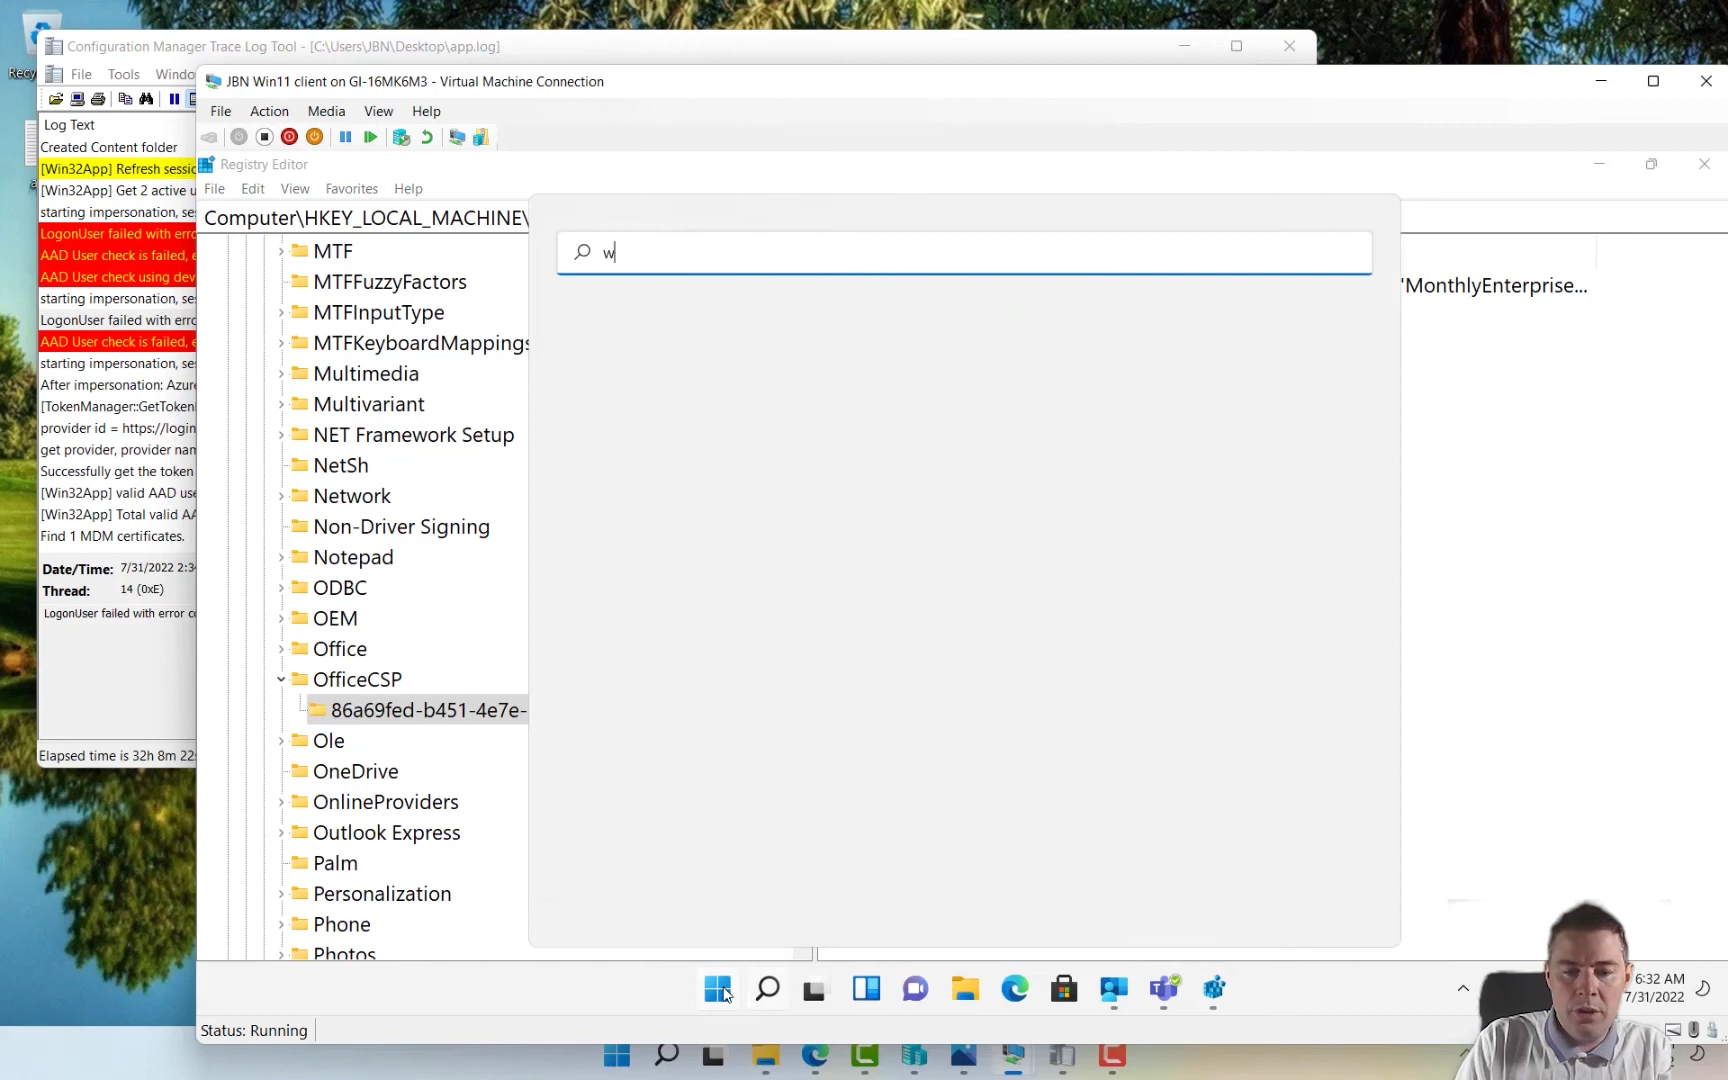 Configuration Manager Trace Log Tool - [C:\Users\JBN\Desktop\app.log]
File Tools Windo
Log Text
Created Content folder
[Win32App] Refresh sessio
[Win32App] Get 2 active u
starting impersonation, se
LogonUser failed with erro
AAD User check is failed, e
AAD User check using dev
starting impersonation, se
LogonUser failed with erro
AAD User check is failed, e
starting impersonation, se
After impersonation: Azure
[TokenManager::GetTokenI
provider id = https://login
get provider, provider nan
Successfully get the token
[Win32App] valid AAD use
[Win32App] Total valid AA
Find 1 MDM certificates.
Date/Time: 7/31/2022 2:34
Thread: 14 (0xE)
LogonUser failed with error co
Elapsed time is 32h 8m 22
JBN Win11 client on GI-16MK6M3 - Virtual Machine Connection
File Action Media View Help
Registry Editor
File Edit View Favorites Help
Computer\HKEY_LOCAL_MACHINE\
MTF
MTFFuzzyFactors
MTFInputType
MTFKeyboardMappings
Multimedia
Multivariant
NET Framework Setup
NetSh
Network
Non-Driver Signing
Notepad
ODBC
OEM
Office
OfficeCSP
86a69fed-b451-4e7e-
Ole
OneDrive
OnlineProviders
Outlook Express
Palm
Personalization
Phone
Photos
w
"MonthlyEnterprise...
6:32 AM
7/31/2022
Status: Running